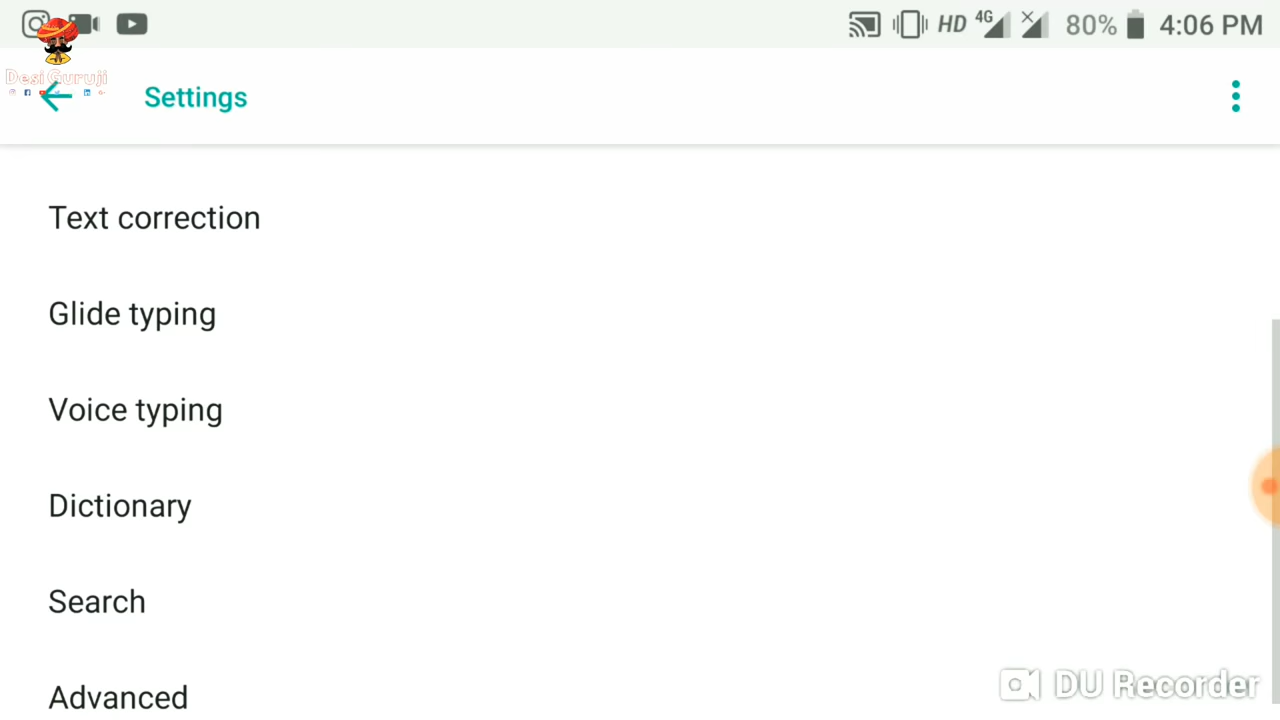 HD 4G 80% 4:06 PM
Desi Guruji
Settings
Text correction
Glide typing
Voice typing
Dictionary
Search
Advanced
DU Recorder